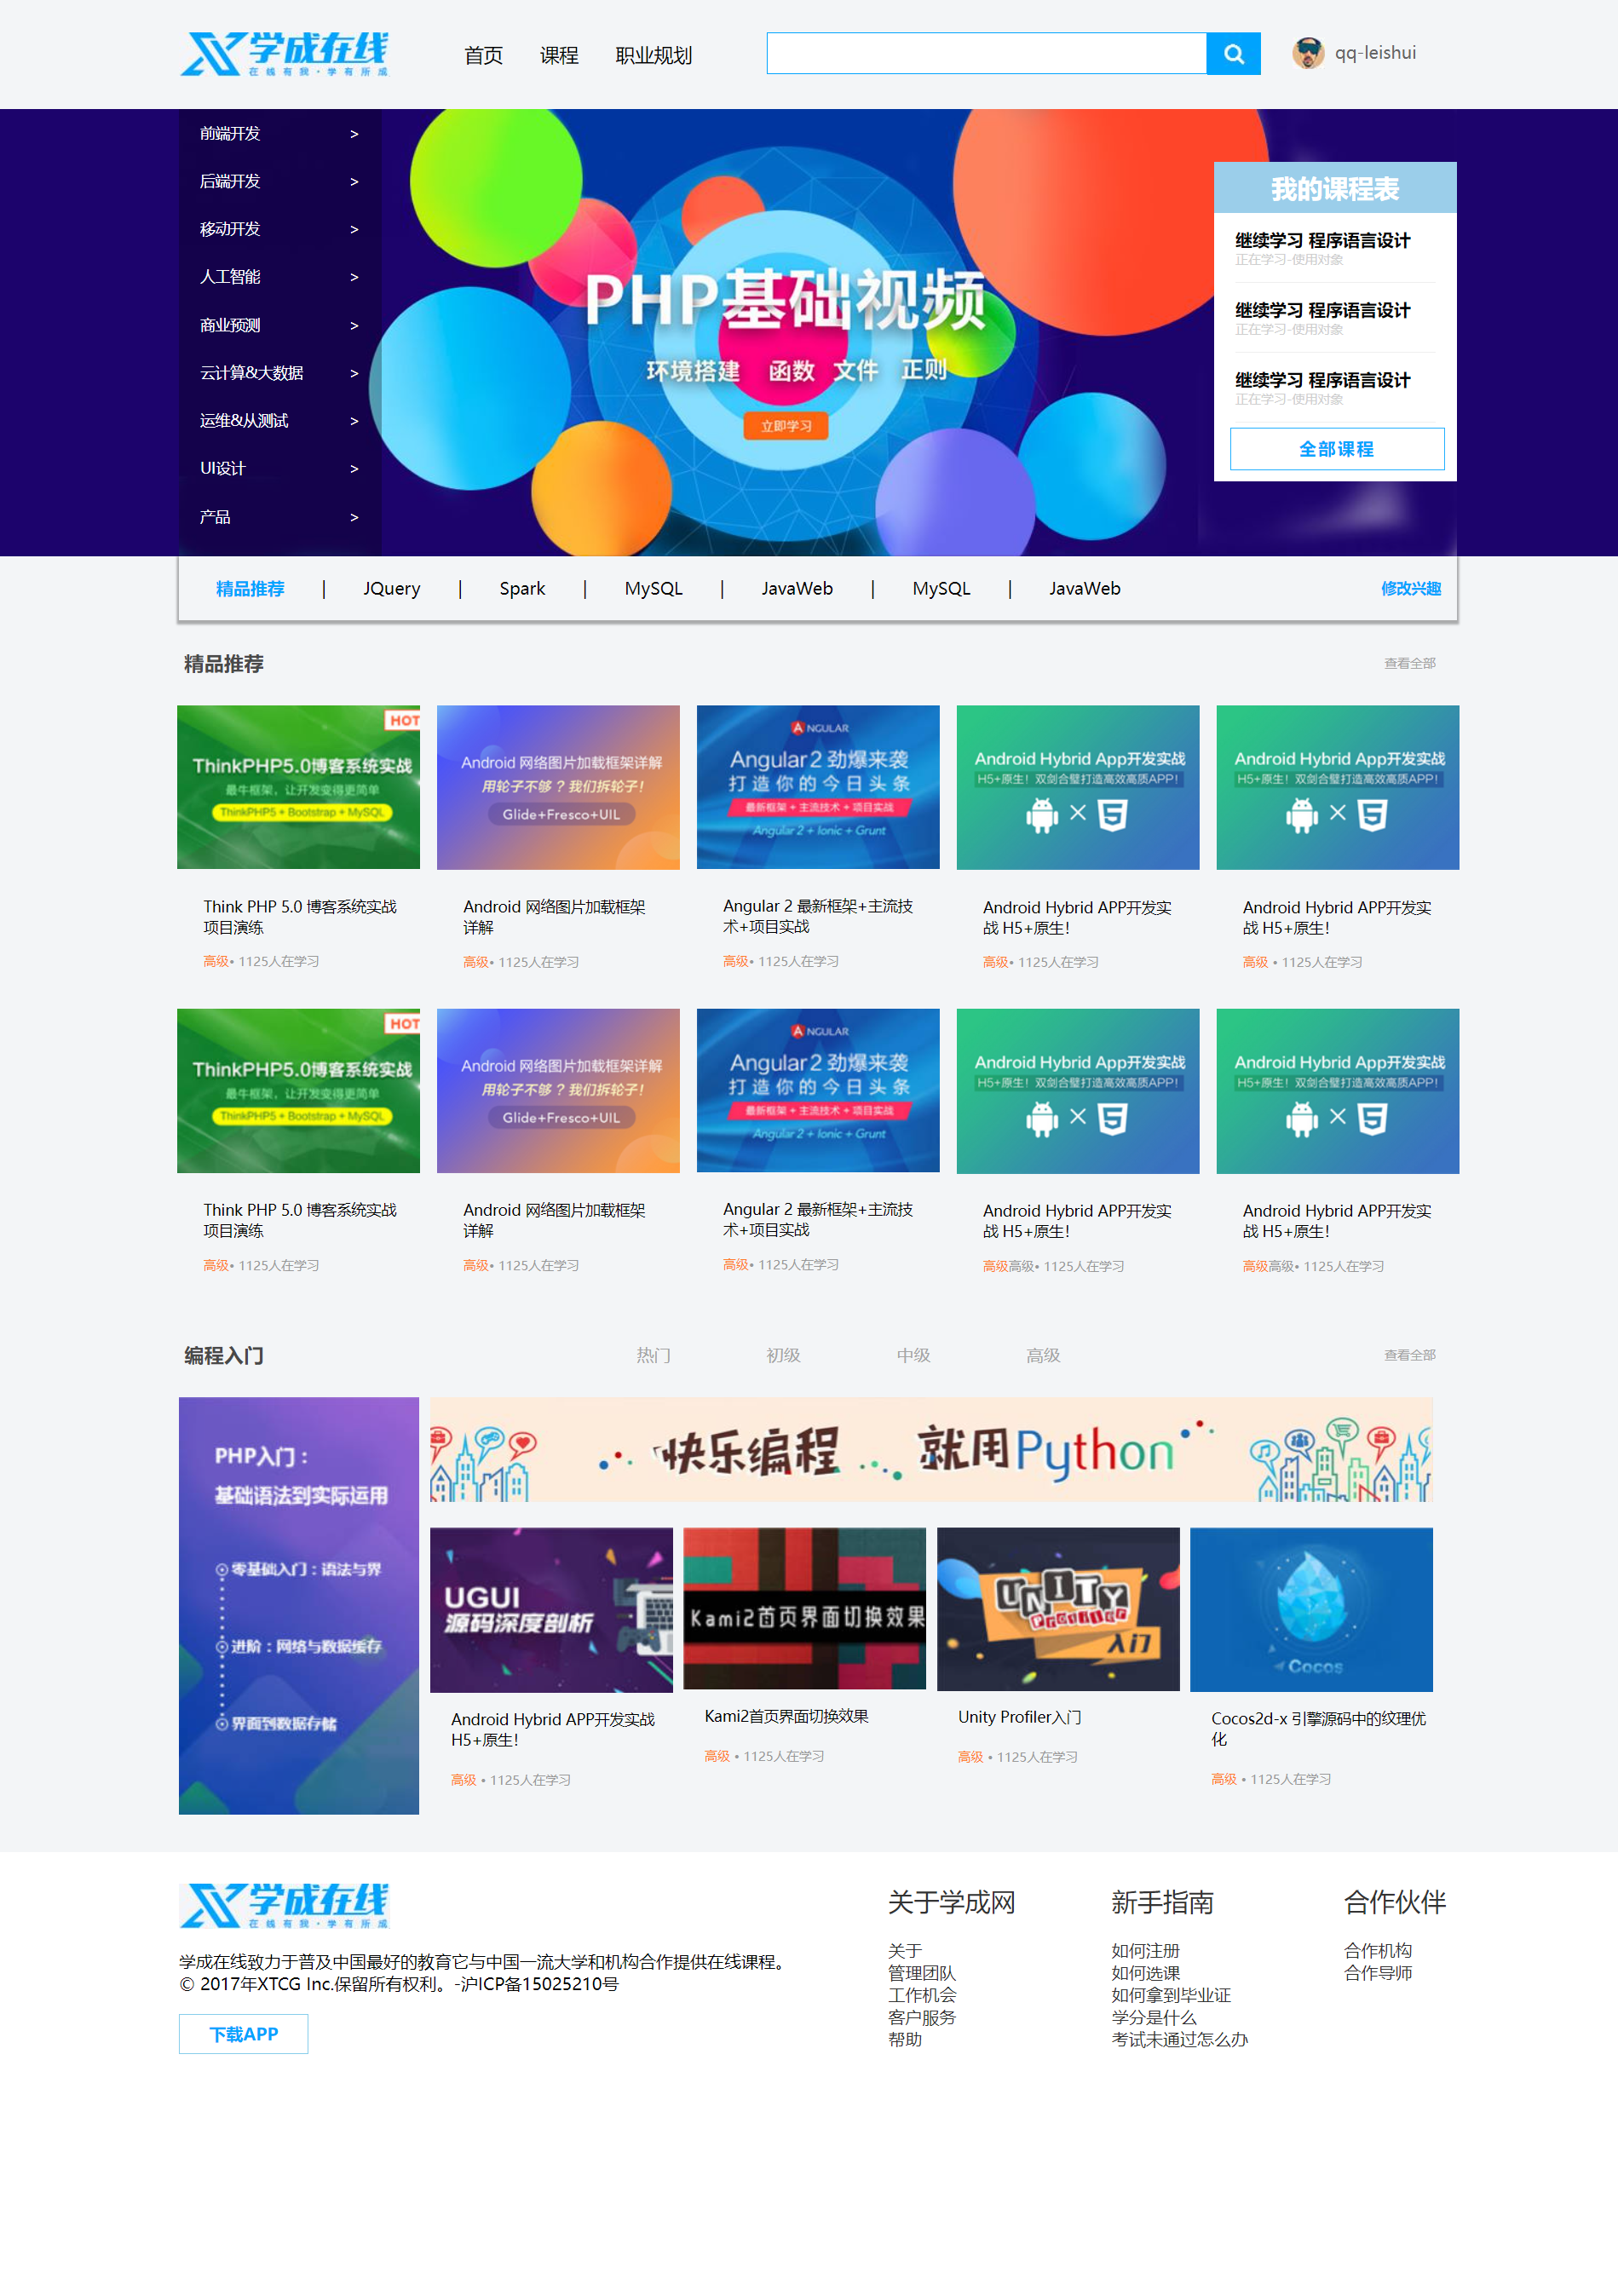 学成在线
在线有我·学有所成
首页 课程 职业规划
qq-leishui
前端开发 >
后端开发 >
移动开发 >
人工智能 >
商业预测 >
云计算&大数据 >
运维&从测试 >
UI设计 >
产品 >
PHP基础视频
环境搭建 函数 文件 正则
立即学习
我的课程表
继续学习 程序语言设计
正在学习-使用对象
继续学习 程序语言设计
正在学习-使用对象
继续学习 程序语言设计
正在学习-使用对象
全部课程
精品推荐 | JQuery | Spark | MySQL | JavaWeb | MySQL | JavaWeb
修改兴趣
精品推荐
查看全部
HOT
ThinkPHP5.0博客系统实战
最牛框架，让开发变得更简单
ThinkPHP5 + Bootstrap + MySQL
Think PHP 5.0 博客系统实战
项目演练
高级• 1125人在学习
Android 网络图片加载框架详解
用轮子不够？我们拆轮子！
Glide+Fresco+UIL
Android 网络图片加载框架
详解
高级• 1125人在学习
ANGULAR
Angular2 劲爆来袭
打造你的今日头条
最新框架 + 主流技术 + 项目实战
Angular 2 + Ionic + Grunt
Angular 2 最新框架+主流技
术+项目实战
高级• 1125人在学习
Android Hybrid App开发实战
H5+原生！双剑合璧打造高效高质APP！
Android Hybrid APP开发实
战 H5+原生！
高级• 1125人在学习
Android Hybrid App开发实战
H5+原生！双剑合璧打造高效高质APP！
Android Hybrid APP开发实
战 H5+原生！
高级 • 1125人在学习
HOT
ThinkPHP5.0博客系统实战
最牛框架，让开发变得更简单
ThinkPHP5 + Bootstrap + MySQL
Think PHP 5.0 博客系统实战
项目演练
高级• 1125人在学习
Android 网络图片加载框架详解
用轮子不够？我们拆轮子！
Glide+Fresco+UIL
Android 网络图片加载框架
详解
高级• 1125人在学习
ANGULAR
Angular2 劲爆来袭
打造你的今日头条
最新框架 + 主流技术 + 项目实战
Angular 2 + Ionic + Grunt
Angular 2 最新框架+主流技
术+项目实战
高级• 1125人在学习
Android Hybrid App开发实战
H5+原生！双剑合璧打造高效高质APP！
Android Hybrid APP开发实
战 H5+原生！
高级高级• 1125人在学习
Android Hybrid App开发实战
H5+原生！双剑合璧打造高效高质APP！
Android Hybrid APP开发实
战 H5+原生！
高级高级• 1125人在学习
编程入门
热门 初级 中级 高级
查看全部
PHP入门：
基础语法到实际运用
零基础入门：语法与界
进阶：网络与数据缓存
界面到数据存储
快乐编程 就用Python
UGUI
源码深度剖析
Android Hybrid APP开发实战
H5+原生！
高级 • 1125人在学习
Kami2首页界面切换效果
Kami2首页界面切换效果
高级 • 1125人在学习
UNITY
Profiler
入门
Unity Profiler入门
高级 • 1125人在学习
Cocos
Cocos2d-x 引擎源码中的纹理优
化
高级 • 1125人在学习
学成在线
在线有我·学有所成
学成在线致力于普及中国最好的教育它与中国一流大学和机构合作提供在线课程。
© 2017年XTCG Inc.保留所有权利。-沪ICP备15025210号
下载APP
关于学成网
关于
管理团队
工作机会
客户服务
帮助
新手指南
如何注册
如何选课
如何拿到毕业证
学分是什么
考试未通过怎么办
合作伙伴
合作机构
合作导师